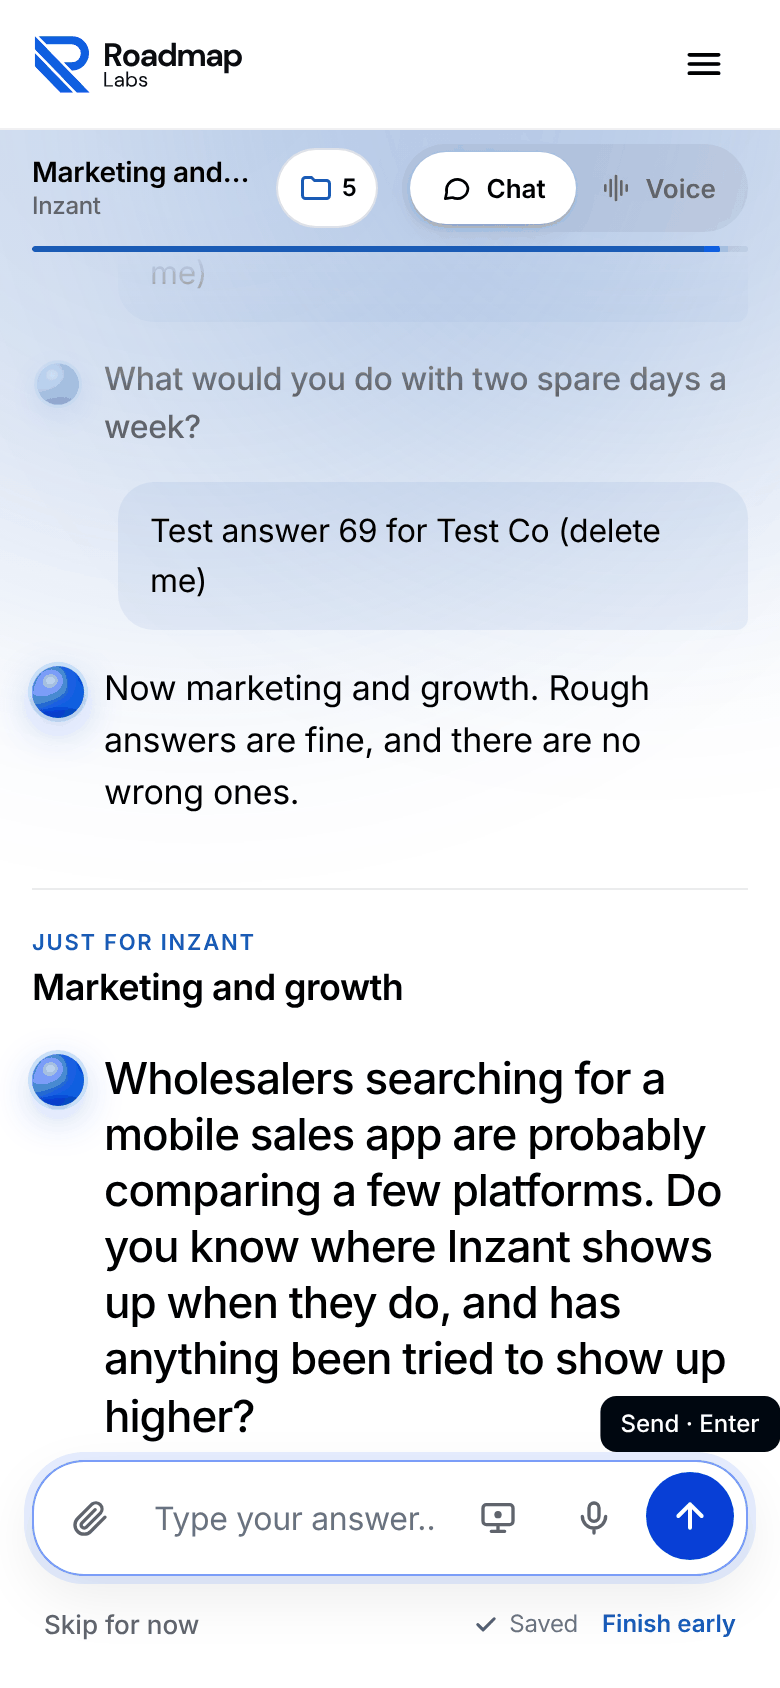 Roadmap
Labs
Marketing and...
Inzant
5
Chat
Voice
me)
What would you do with two spare days a
week?
Test answer 69 for Test Co (delete
me)
Now marketing and growth. Rough
answers are fine, and there are no
wrong ones.
JUST FOR INZANT
Marketing and growth
Wholesalers searching for a
mobile sales app are probably
comparing a few platforms. Do
you know where Inzant shows
up when they do, and has
anything been tried to show up
higher?
Send · Enter
Type your answer..
Skip for now
Saved
Finish early